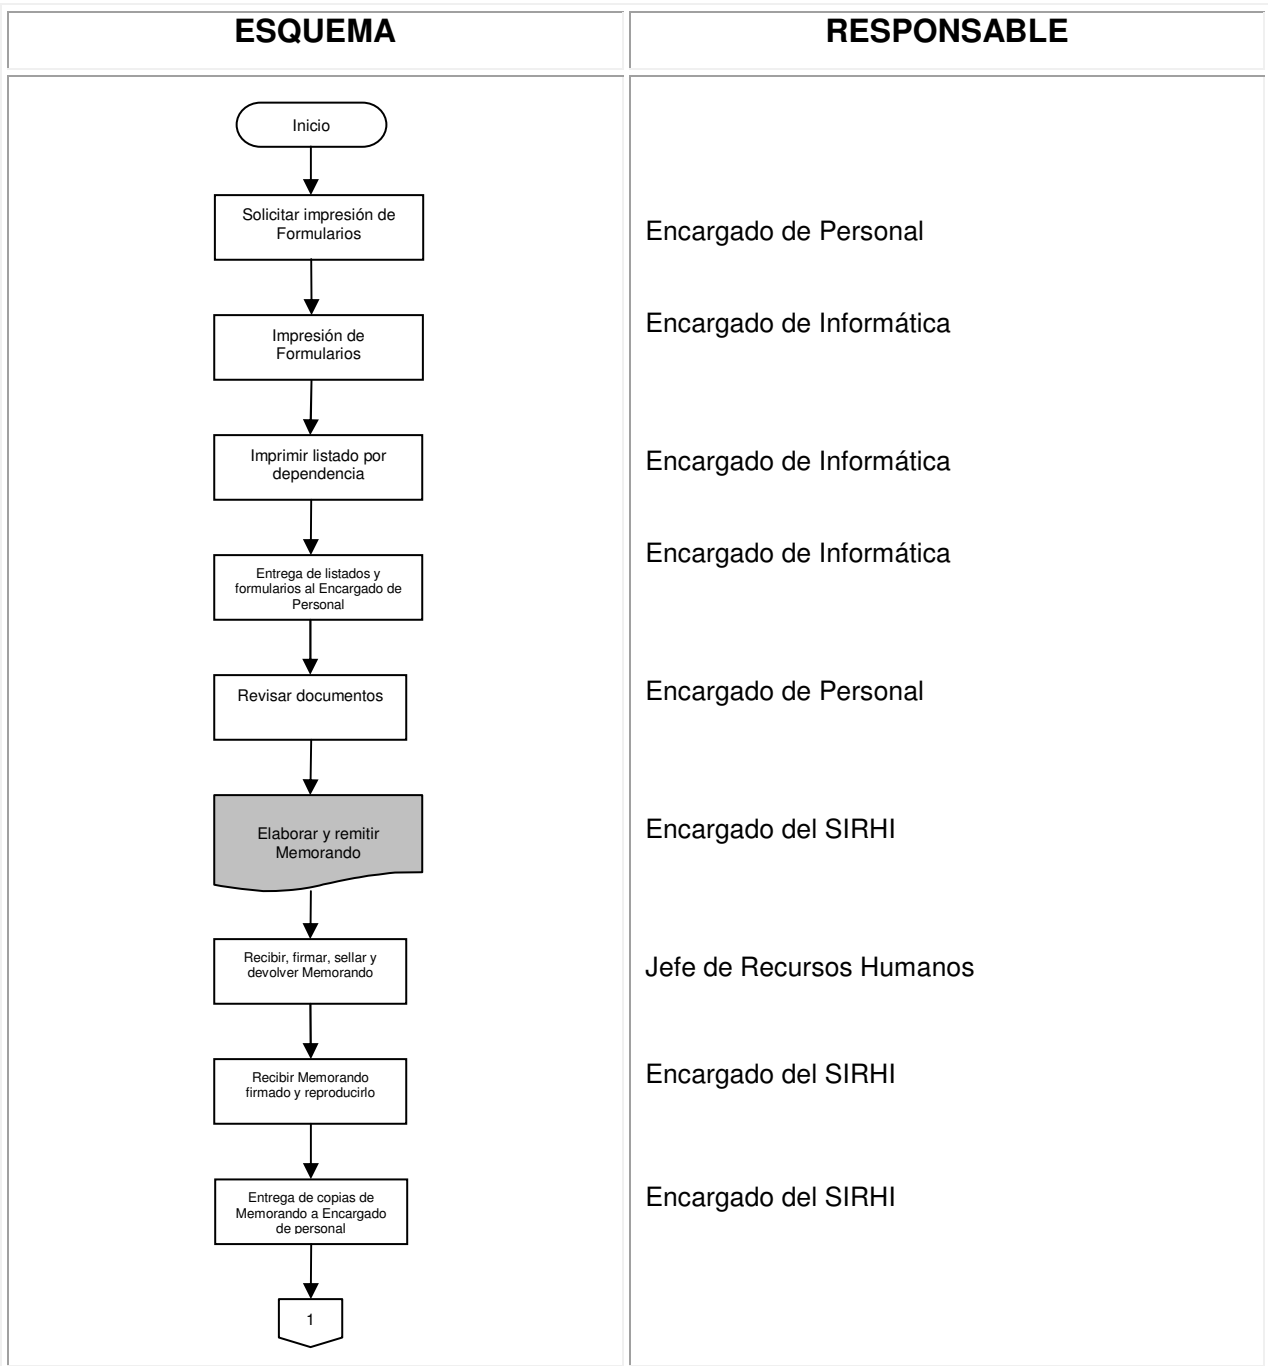 ESQUEMA
RESPONSABLE
Inicio
Solicitar impresión de
Formularios
Encargado de Personal
Impresión de
Formularios
Encargado de Informática
Imprimir listado por
dependencia
Encargado de Informática
Entrega de listados y
formularios al Encargado de
Personal
Encargado de Informática
Revisar documentos
Encargado de Personal
Elaborar y remitir
Memorando
Encargado del SIRHI
Recibir, firmar, sellar y
devolver Memorando
Jefe de Recursos Humanos
Recibir Memorando
firmado y reproducirlo
Encargado del SIRHI
Entrega de copias de
Memorando a Encargado
de personal
Encargado del SIRHI
1